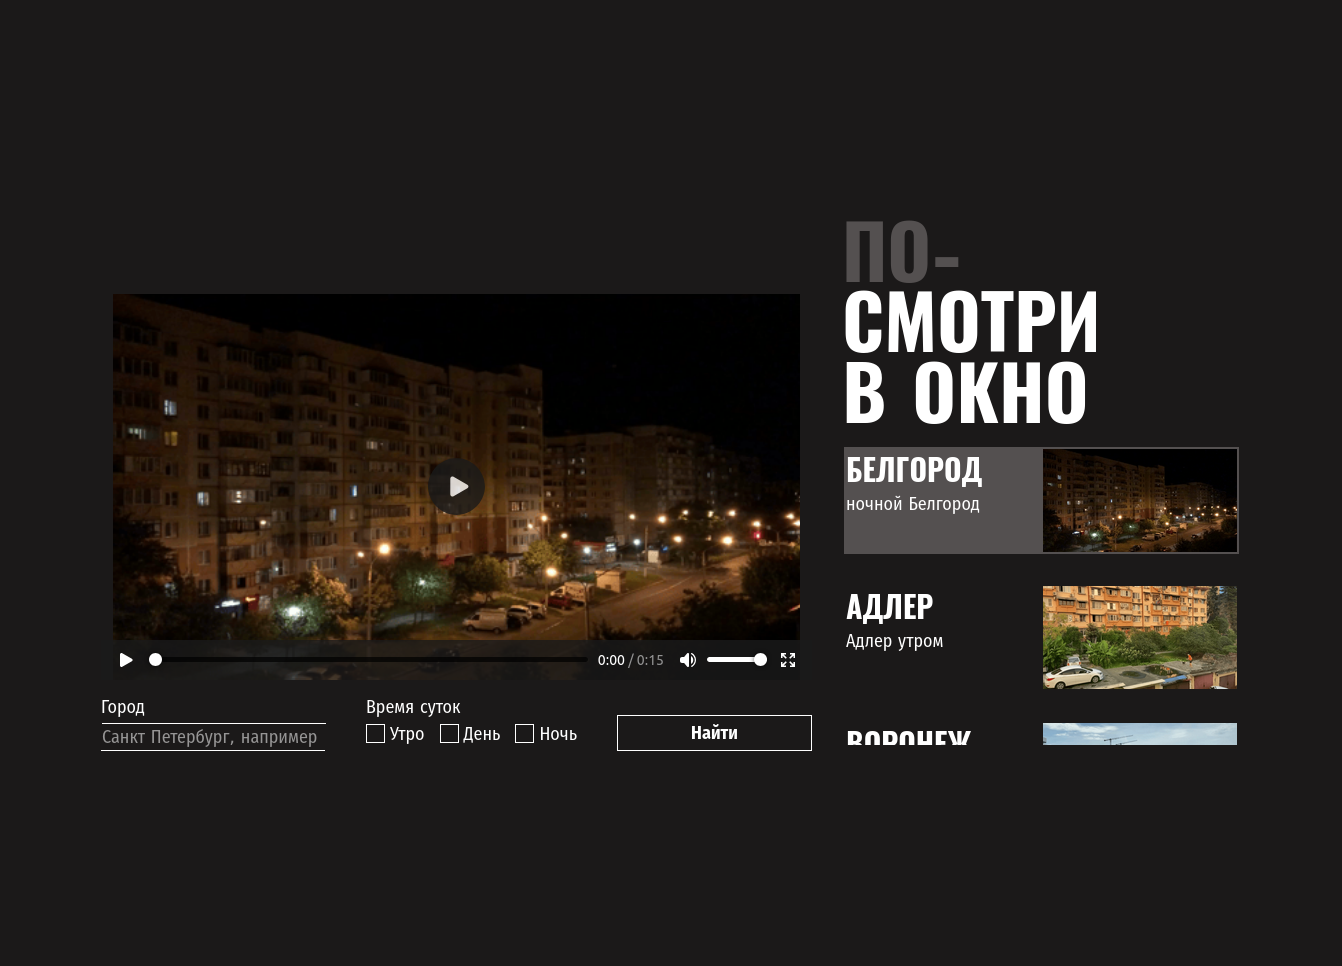 ПО-
СМОТРИ
В ОКНО
0:00 / 0:15
Город
Санкт Петербург, например
Время суток
Утро
День
Ночь
Найти
БЕЛГОРОД
ночной Белгород
АДЛЕР
Адлер утром
ВОРОНЕЖ